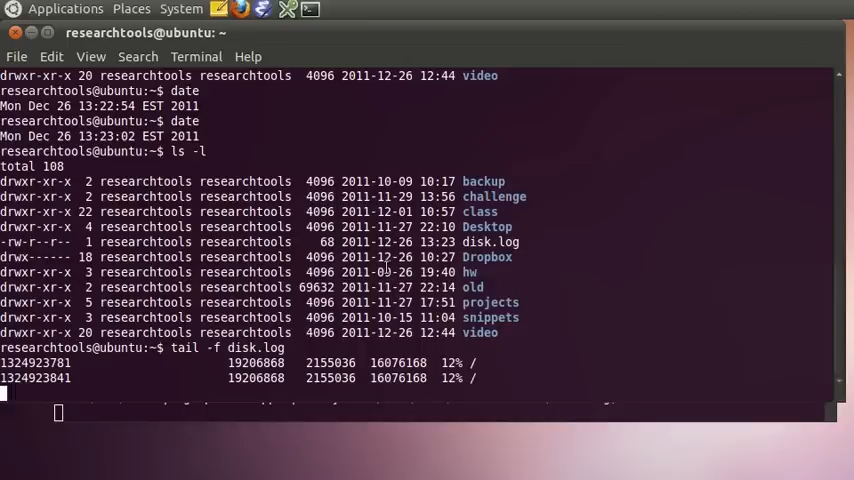 Applications Places System
researchtools@ubuntu: ~
File Edit View Search Terminal Help
drwxr-xr-x 20 researchtools researchtools 4096 2011-12-26 12:44 video
researchtools@ubuntu:~$ date
Mon Dec 26 13:22:54 EST 2011
researchtools@ubuntu:~$ date
Mon Dec 26 13:23:02 EST 2011
researchtools@ubuntu:~$ ls -l
total 108
drwxr-xr-x 2 researchtools researchtools 4096 2011-10-09 10:17 backup
drwxr-xr-x 2 researchtools researchtools 4096 2011-11-29 13:56 challenge
drwxr-xr-x 22 researchtools researchtools 4096 2011-12-01 10:57 class
drwxr-xr-x 4 researchtools researchtools 4096 2011-11-27 22:10 Desktop
-rw-r--r-- 1 researchtools researchtools 68 2011-12-26 13:23 disk.log
drwx------ 18 researchtools researchtools 4096 2011-12-26 10:27 Dropbox
drwxr-xr-x 3 researchtools researchtools 4096 19:40 hw
drwxr-xr-x 2 researchtools researchtools 69632 2011-11-27 22:14 old
drwxr-xr-x 5 researchtools researchtools 4096 2011-11-27 17:51 projects
drwxr-xr-x 3 researchtools researchtools 4096 2011-10-15 11:04 snippets
drwxr-xr-x 20 researchtools researchtools 4096 2011-12-26 12:44 video
researchtools@ubuntu:~$ tail -f disk.log
1324923781 19206868 2155036 16076168 12% /
1324923841 19206868 2155036 16076168 12% /